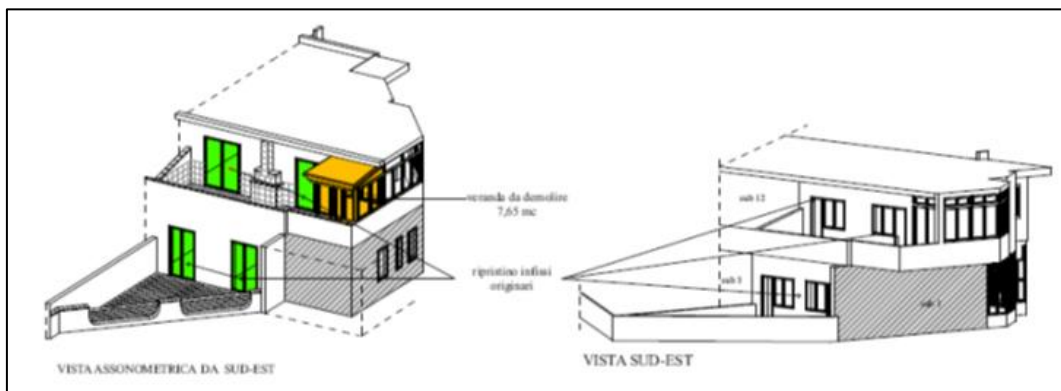 veranda da demolire
7,65 mc
ripristino infissi
originari
VISTA ASSONOMETRICA DA SUD-EST
sub 12
sub 3
sub 1
VISTA SUD-EST